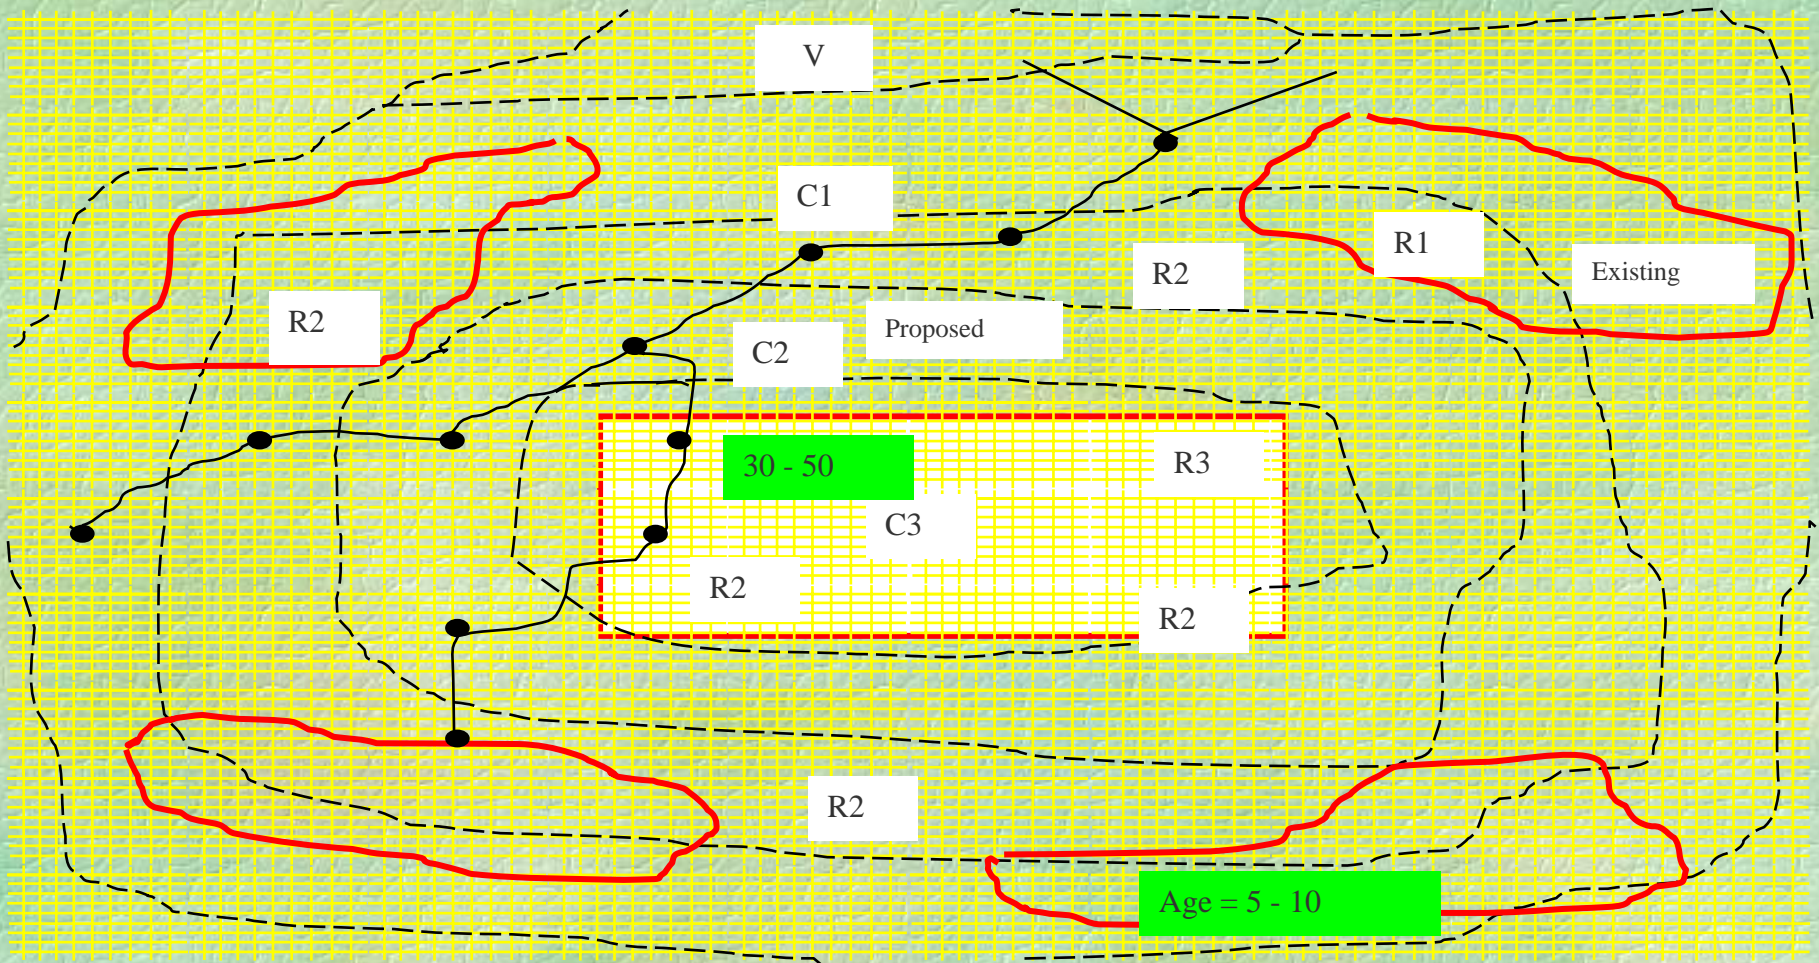 V
C1
R1
R2
Existing
R2
Proposed
C2
30 - 50
R3
C3
R2
R2
R2
Age = 5 - 10